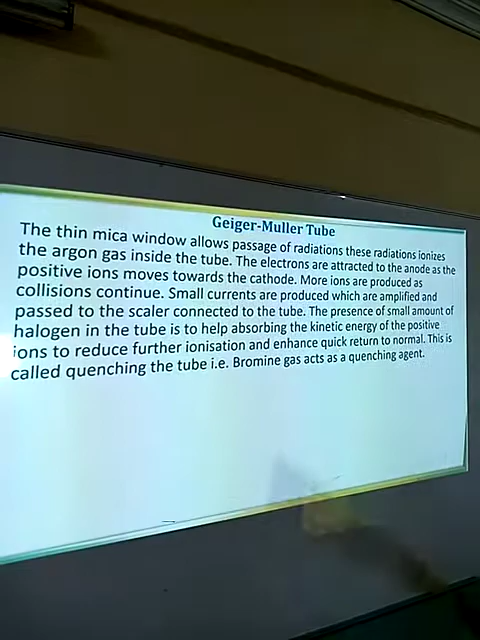 Geiger-Muller Tube
The thin mica window allows passage of radiations these radiations ionizes
the argon gas inside the tube. The electrons are attracted to the anode as the
positive ions moves towards the cathode. More ions are produced as
collisions continue. Small currents are produced which are amplified and
passed to the scaler connected to the tube. The presence of small amount of
halogen in the tube is to help absorbing the kinetic energy of the positive
ions to reduce further ionisation and enhance quick return to normal. This is
called quenching the tube i.e. Bromine gas acts as a quenching agent.